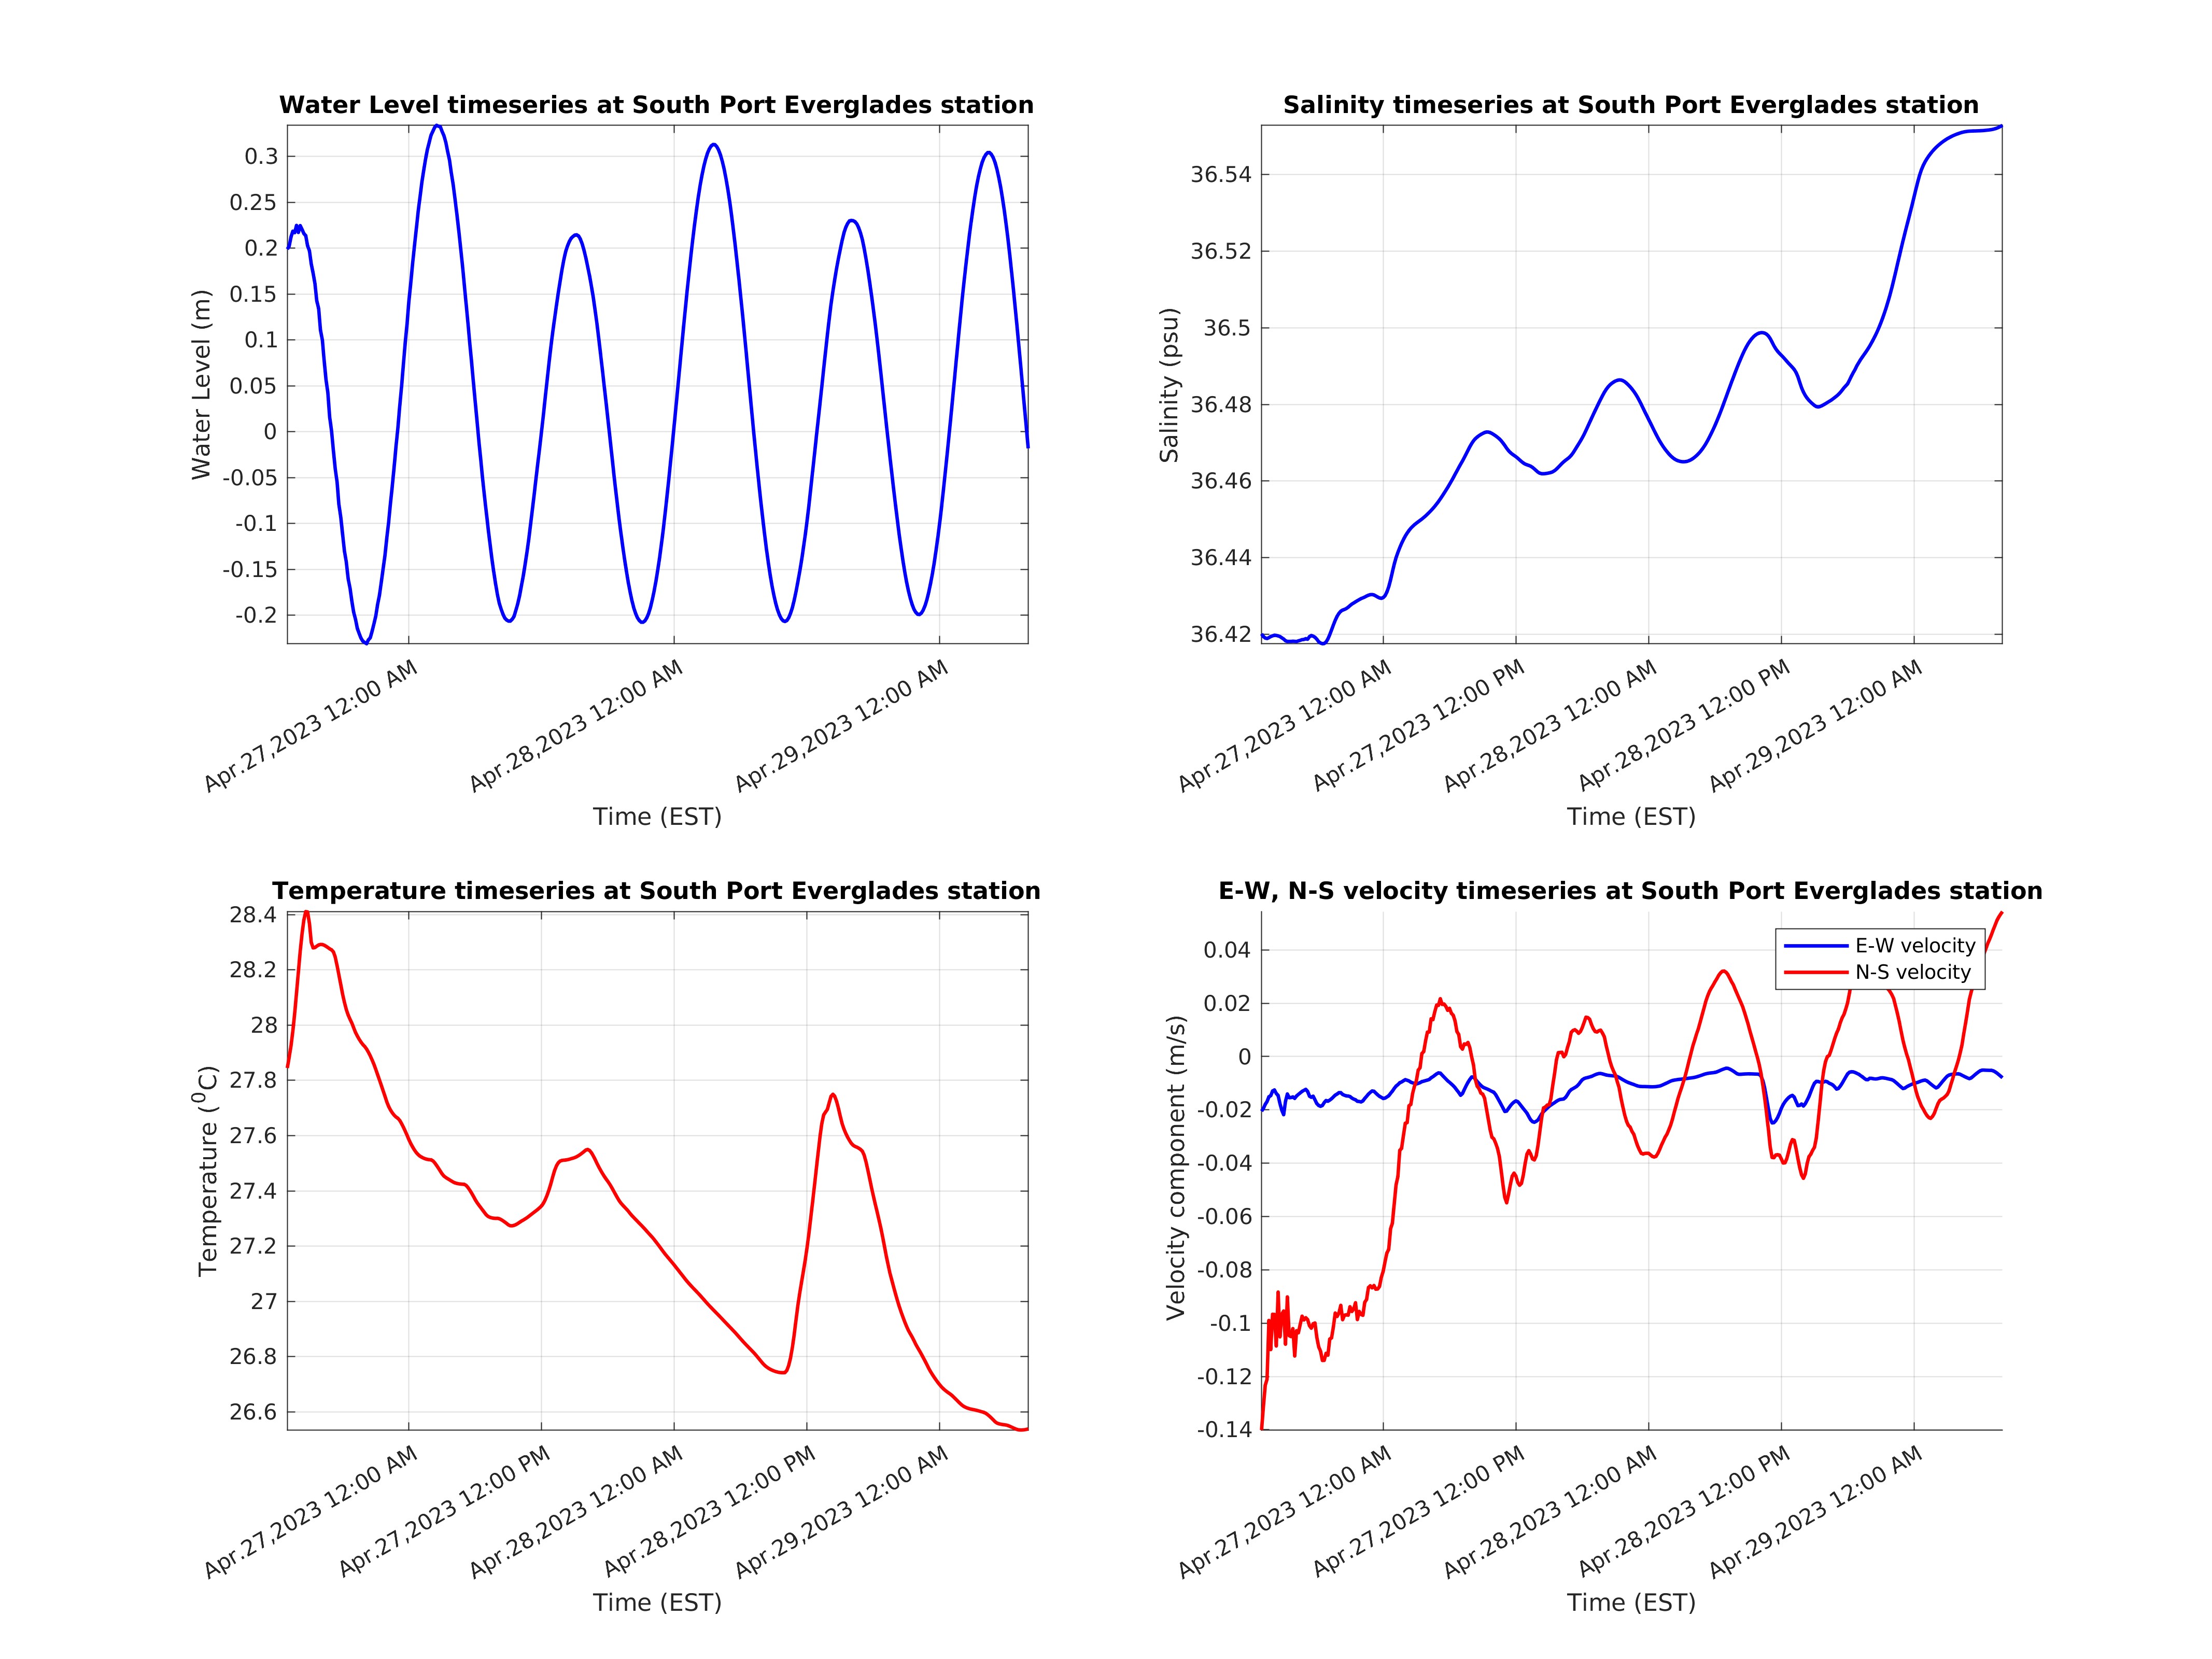 Water Level timeseries at South Port Everglades station
Water Level (m)
0.3
0.25
0.2
0.15
0.1
0.05
0
-0.05
-0.1
-0.15
-0.2
Apr.27,2023 12:00 AM
Apr.28,2023 12:00 AM
Apr.29,2023 12:00 AM
Time (EST)
Salinity timeseries at South Port Everglades station
Salinity (psu)
36.54
36.52
36.5
36.48
36.46
36.44
36.42
Apr.27,2023 12:00 AM
Apr.27,2023 12:00 PM
Apr.28,2023 12:00 AM
Apr.28,2023 12:00 PM
Apr.29,2023 12:00 AM
Time (EST)
Temperature timeseries at South Port Everglades station
Temperature (⁰C)
28.4
28.2
28
27.8
27.6
27.4
27.2
27
26.8
26.6
Apr.27,2023 12:00 AM
Apr.27,2023 12:00 PM
Apr.28,2023 12:00 AM
Apr.28,2023 12:00 PM
Apr.29,2023 12:00 AM
Time (EST)
E-W, N-S velocity timeseries at South Port Everglades station
Velocity component (m/s)
0.04
0.02
0
-0.02
-0.04
-0.06
-0.08
-0.1
-0.12
-0.14
E-W velocity
N-S velocity
Apr.27,2023 12:00 AM
Apr.27,2023 12:00 PM
Apr.28,2023 12:00 AM
Apr.28,2023 12:00 PM
Apr.29,2023 12:00 AM
Time (EST)